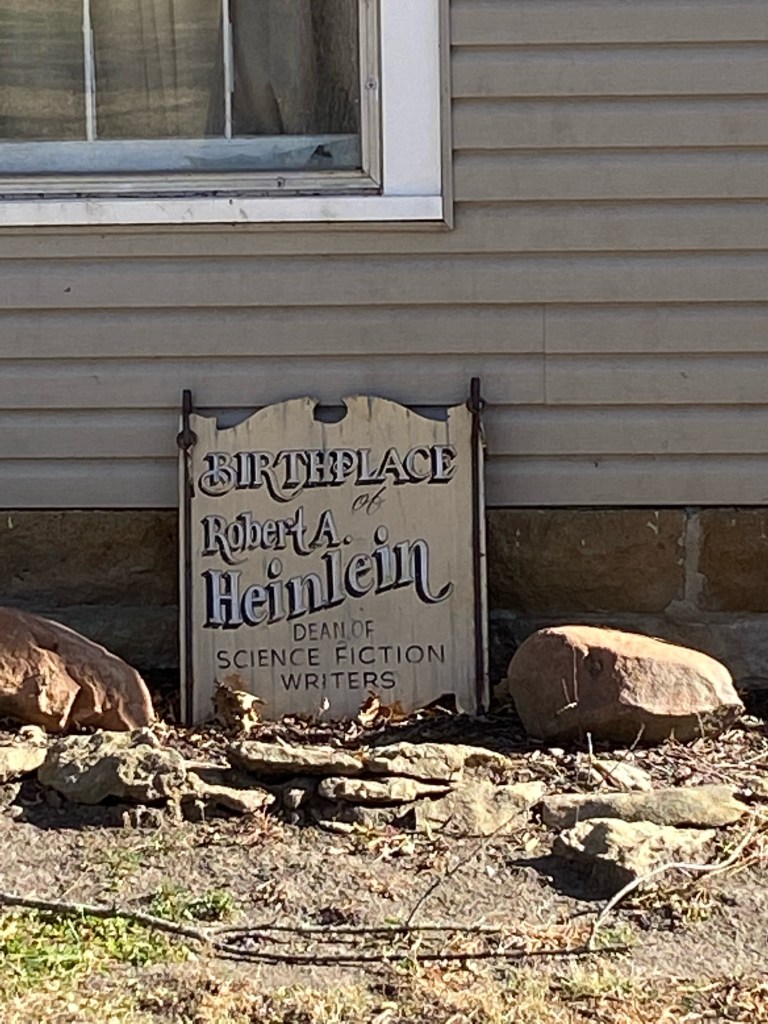 BIRTHPLACE
of
Robert A.
Heinlein
DEAN OF
SCIENCE FICTION
WRITERS